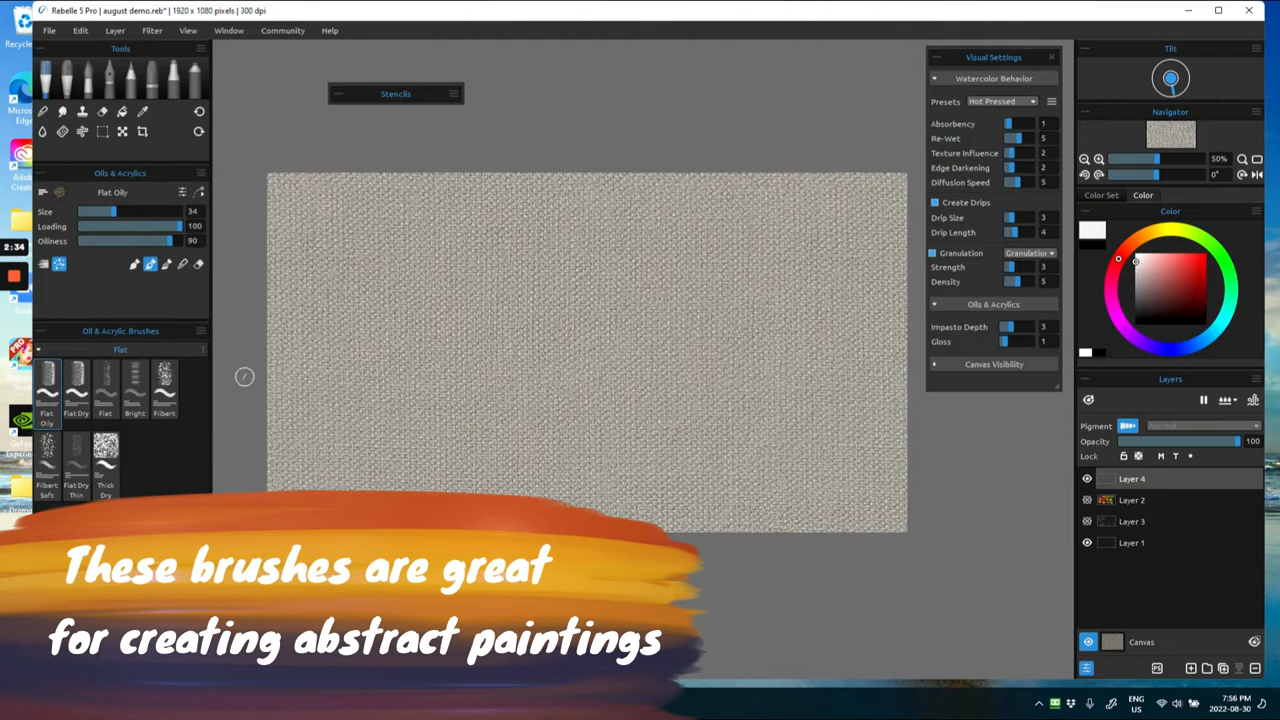 Rebelle 5 Pro | august demo.reb* | 1920 x 1080 pixels | 300 dpi
File Edit Layer Filter View Window Community Help
Tools
Oils & Acrylics
Flat Oily
Size 34
Loading 100
Oiliness 90
Oil & Acrylic Brushes
Flat
Flat Oily
Flat Dry
Flat
Bright
Filbert
Filbert Soft
Flat Dry Thin
Thick Dry
2:34
Stencils
Visual Settings
Watercolor Behavior
Presets Hot Pressed
Absorbency 1
Re-Wet 5
Texture Influence 2
Edge Darkening 2
Diffusion Speed 5
Create Drips
Drip Size 3
Drip Length 4
Granulation Granulation
Strength 3
Density 5
Oils & Acrylics
Impasto Depth 3
Gloss 1
Canvas Visibility
Tilt
Navigator
50%
0°
Color Set Color
Color
Layers
Pigment Normal
Opacity 100
Lock M T
Layer 4
Layer 2
Layer 3
Layer 1
Canvas
PS
These brushes are great
for creating abstract paintings
ENG
US
7:56 PM
2022-08-30